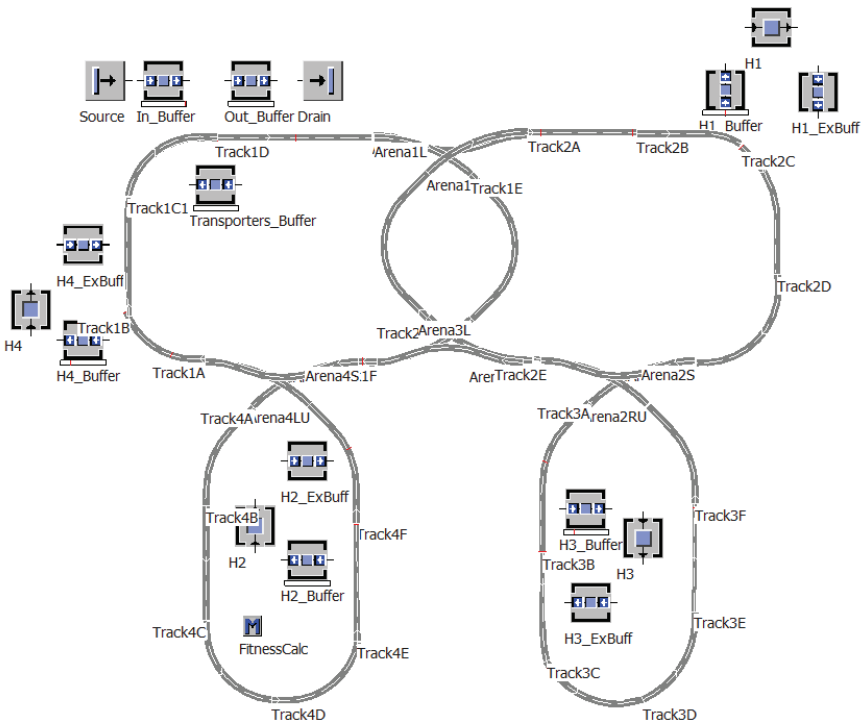 H1
Source
In_Buffer
Out_Buffer
Drain
H1_Buffer
H1_ExBuff
Track1D
Arena1L
Track2A
Track2B
Track2C
Arena1
Track1E
Track1C1
Transporters_Buffer
H4_ExBuff
Track2D
Track1B
Track2
Arena3L
H4
H4_Buffer
Track1A
Arena4S
1F
Track2E
Arena2S
Track4A
Arena4LU
Track3A
Arena2RU
H2_ExBuff
Track4B
Track4F
H2
H2_Buffer
H3_Buffer
H3
Track3F
Track3B
H3_ExBuff
Track4C
FitnessCalc
Track4E
Track3E
Track3C
Track4D
Track3D